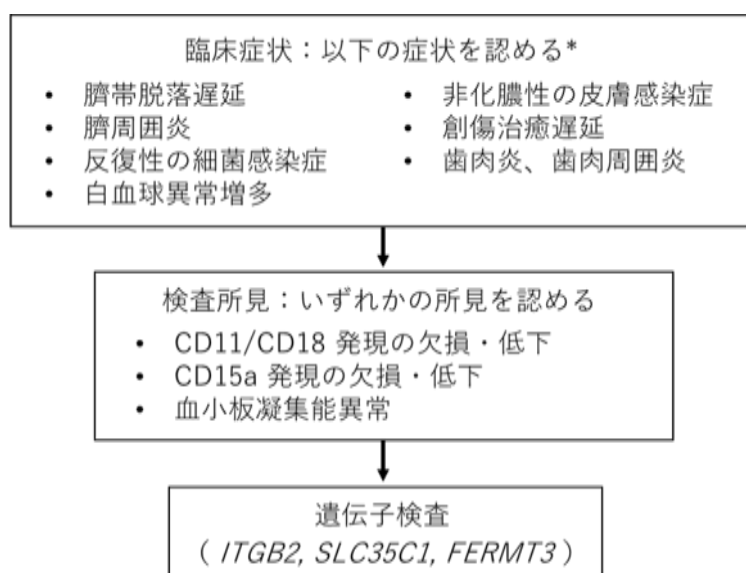 臨床症状：以下の症状を認める*
• 臍帯脱落遅延
• 臍周囲炎
• 反復性の細菌感染症
• 白血球異常増多
• 非化膿性の皮膚感染症
• 創傷治癒遅延
• 歯肉炎、歯肉周囲炎
検査所見：いずれかの所見を認める
• CD11/CD18 発現の欠損・低下
• CD15a 発現の欠損・低下
• 血小板凝集能異常
遺伝子検査
（ ITGB2, SLC35C1, FERMT3 ）